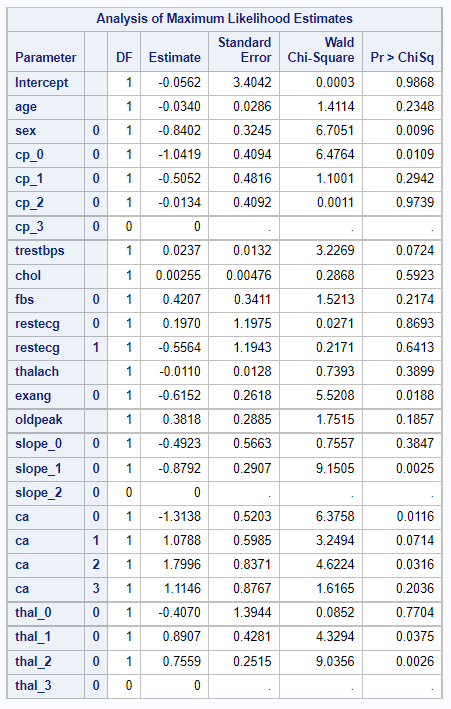 Analysis of Maximum Likelihood Estimates
Parameter DF Estimate Standard Error Wald Chi-Square Pr > ChiSq
Intercept 1 -0.0562 3.4042 0.0003 0.9868
age 1 -0.0340 0.0286 1.4114 0.2348
sex 0 1 -0.8402 0.3245 6.7051 0.0096
cp_0 0 1 -1.0419 0.4094 6.4764 0.0109
cp_1 0 1 -0.5052 0.4816 1.1001 0.2942
cp_2 0 1 -0.0134 0.4092 0.0011 0.9739
cp_3 0 0 0 . . .
trestbps 1 0.0237 0.0132 3.2269 0.0724
chol 1 0.00255 0.00476 0.2868 0.5923
fbs 0 1 0.4207 0.3411 1.5213 0.2174
restecg 0 1 0.1970 1.1975 0.0271 0.8693
restecg 1 1 -0.5564 1.1943 0.2171 0.6413
thalach 1 -0.0110 0.0128 0.7393 0.3899
exang 0 1 -0.6152 0.2618 5.5208 0.0188
oldpeak 1 0.3818 0.2885 1.7515 0.1857
slope_0 0 1 -0.4923 0.5663 0.7557 0.3847
slope_1 0 1 -0.8792 0.2907 9.1505 0.0025
slope_2 0 0 0 . . .
ca 0 1 -1.3138 0.5203 6.3758 0.0116
ca 1 1 1.0788 0.5985 3.2494 0.0714
ca 2 1 1.7996 0.8371 4.6224 0.0316
ca 3 1 1.1146 0.8767 1.6165 0.2036
thal_0 0 1 -0.4070 1.3944 0.0852 0.7704
thal_1 0 1 0.8907 0.4281 4.3294 0.0375
thal_2 0 1 0.7559 0.2515 9.0356 0.0026
thal_3 0 0 0 . . .